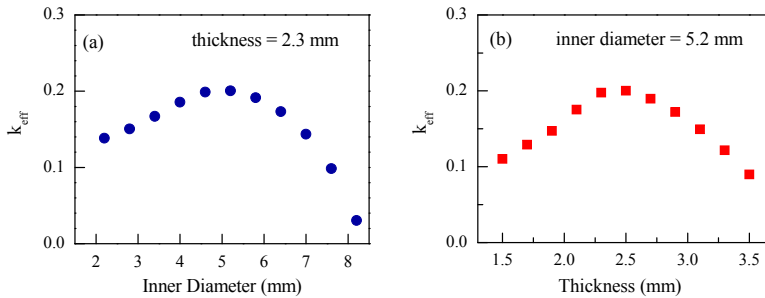 (a)
thickness = 2.3 mm
0.3
0.2
0.1
0.0
k_eff
2 3 4 5 6 7 8
Inner Diameter (mm)
(b)
inner diameter = 5.2 mm
0.3
0.2
0.1
0.0
k_eff
1.5 2.0 2.5 3.0 3.5
Thickness (mm)